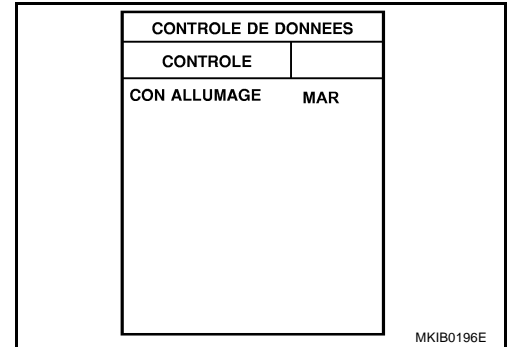 CONTROLE DE DONNEES
CONTROLE
CON ALLUMAGE MAR
MKIB0196E